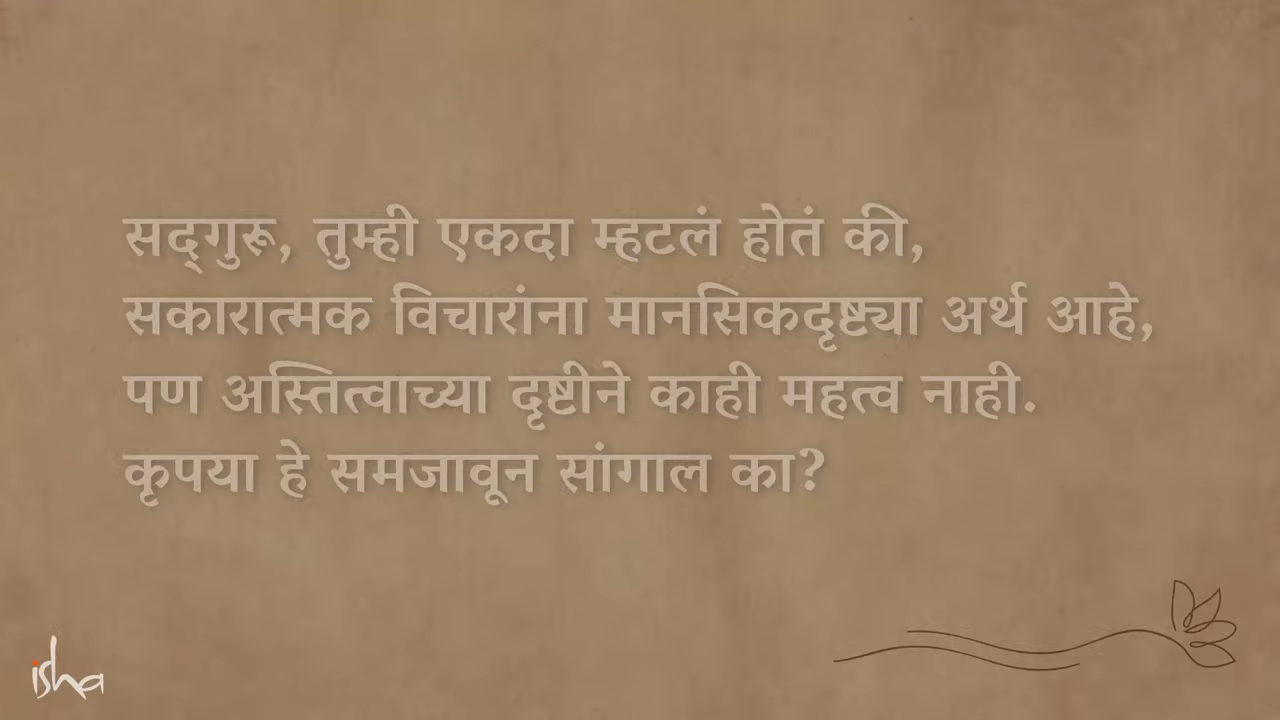 सद्‌गुरू, तुम्ही एकदा म्हटलं होतं की,
सकारात्मक विचारांना मानसिकदृष्ट्या अर्थ आहे,
पण अस्तित्वाच्या दृष्टीने काही महत्व नाही.
कृपया हे समजावून सांगाल का?
isha